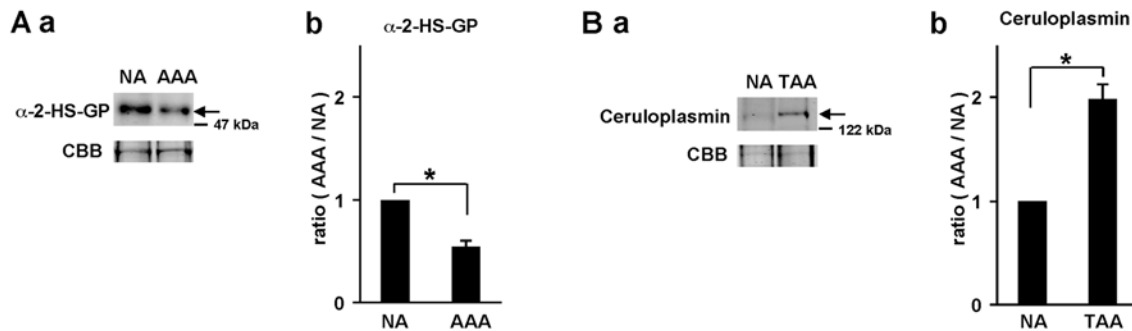 A a
NA AAA
α-2-HS-GP
47 kDa
CBB
b
α-2-HS-GP
ratio ( AAA / NA )
2
1
0
*
NA AAA
B a
NA TAA
Ceruloplasmin
122 kDa
CBB
b
Ceruloplasmin
ratio ( AAA / NA )
2
1
0
*
NA TAA